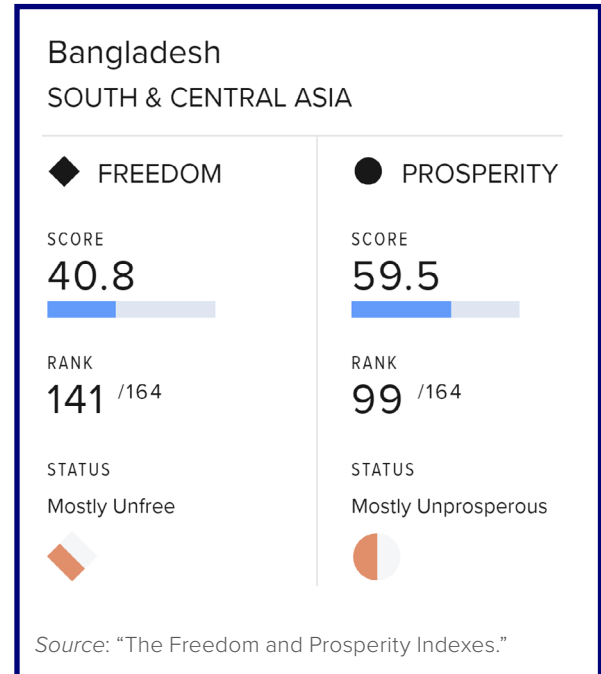 Bangladesh
SOUTH & CENTRAL ASIA
FREEDOM
SCORE
40.8
RANK
141 /164
STATUS
Mostly Unfree
PROSPERITY
SCORE
59.5
RANK
99 /164
STATUS
Mostly Unprosperous
Source: “The Freedom and Prosperity Indexes.”